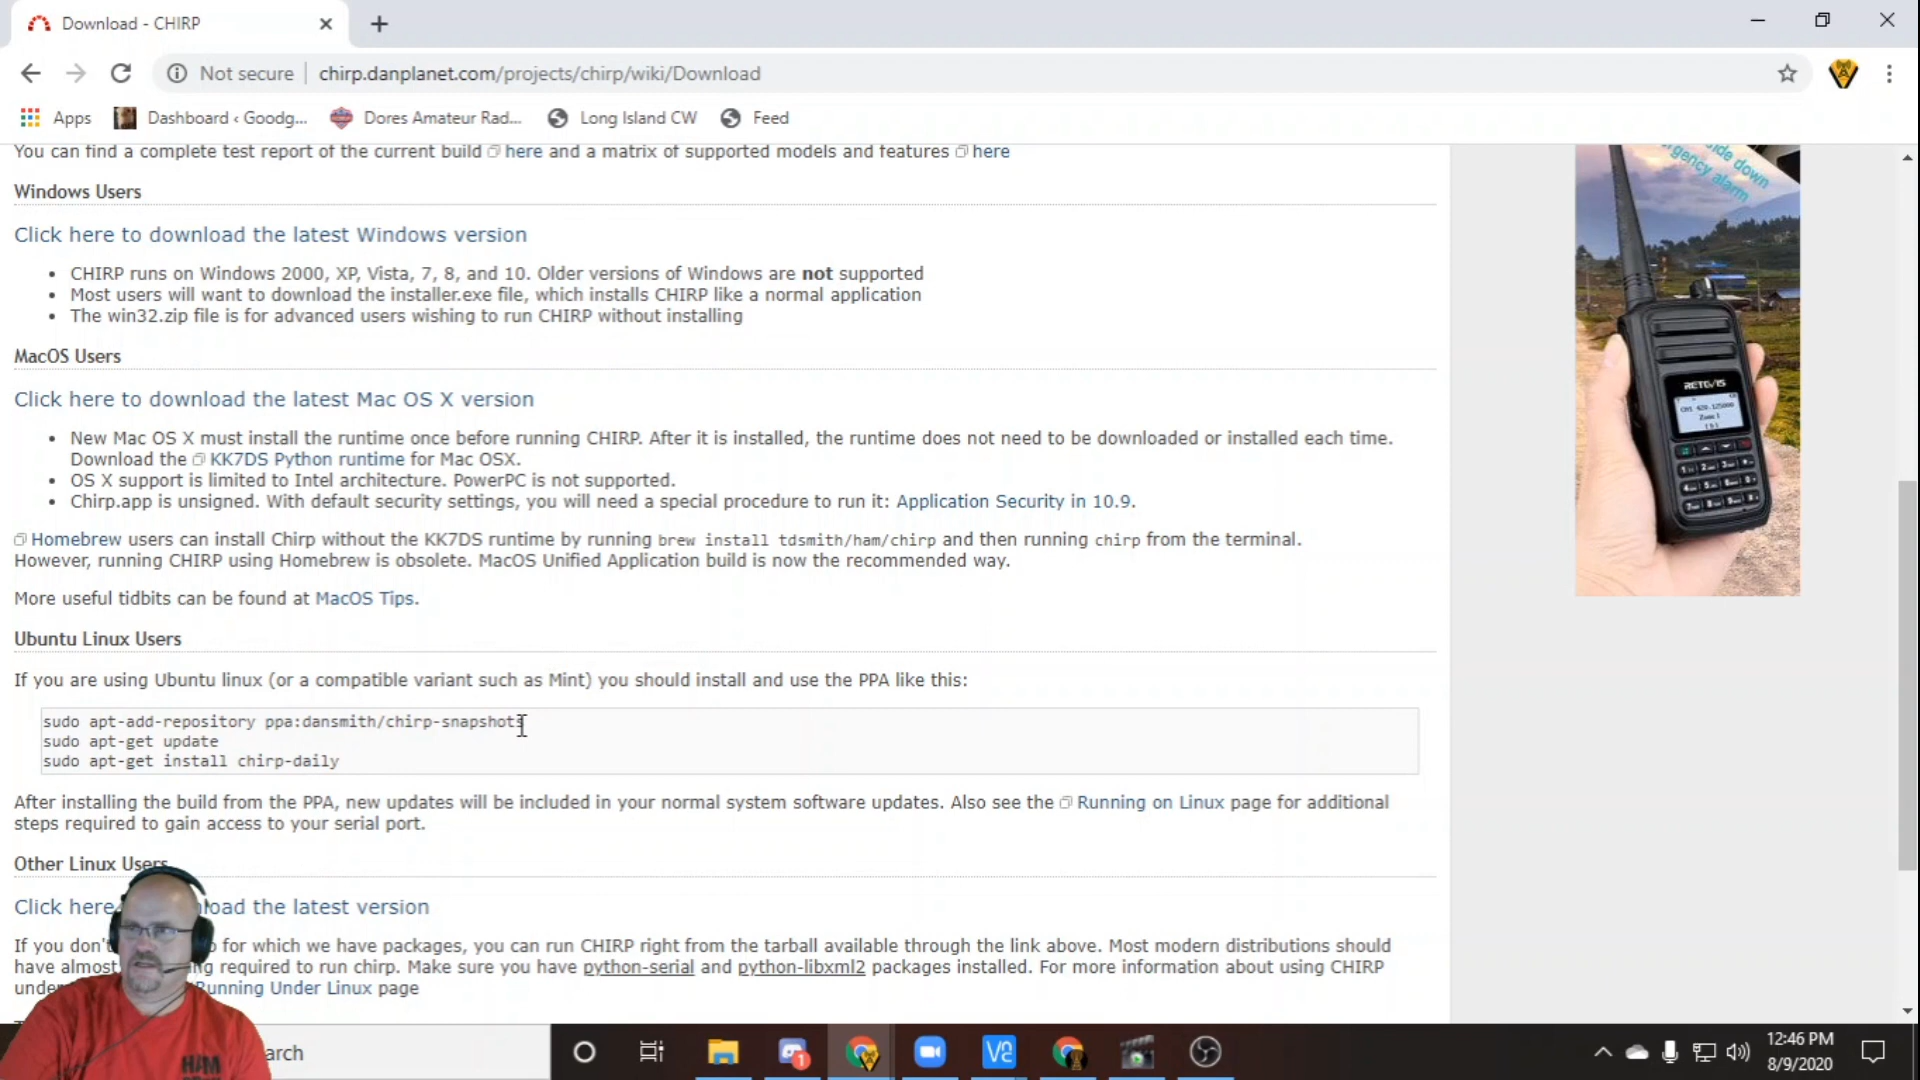 Download - CHIRP
Not secure
chirp.danplanet.com/projects/chirp/wiki/Download
Apps
Dashboard ‹ Goodg...
Dores Amateur Rad...
Long Island CW
Feed
You can find a complete test report of the current build here and a matrix of supported models and features here
Windows Users
Click here to download the latest Windows version
CHIRP runs on Windows 2000, XP, Vista, 7, 8, and 10. Older versions of Windows are not supported
Most users will want to download the installer.exe file, which installs CHIRP like a normal application
The win32.zip file is for advanced users wishing to run CHIRP without installing
MacOS Users
Click here to download the latest Mac OS X version
New Mac OS X must install the runtime once before running CHIRP. After it is installed, the runtime does not need to be downloaded or installed each time.
Download the KK7DS Python runtime for Mac OSX.
OS X support is limited to Intel architecture. PowerPC is not supported.
Chirp.app is unsigned. With default security settings, you will need a special procedure to run it: Application Security in 10.9.
Homebrew users can install Chirp without the KK7DS runtime by running brew install tdsmith/ham/chirp and then running chirp from the terminal.
However, running CHIRP using Homebrew is obsolete. MacOS Unified Application build is now the recommended way.
More useful tidbits can be found at MacOS Tips.
Ubuntu Linux Users
If you are using Ubuntu linux (or a compatible variant such as Mint) you should install and use the PPA like this:
sudo apt-add-repository ppa:dansmith/chirp-snapshots
sudo apt-get update
sudo apt-get install chirp-daily
After installing the build from the PPA, new updates will be included in your normal system software updates. Also see the Running on Linux page for additional
steps required to gain access to your serial port.
Other Linux Users
Click here load the latest version
If you don't for which we have packages, you can run CHIRP right from the tarball available through the link above. Most modern distributions should
have almost required to run chirp. Make sure you have python-serial and python-libxml2 packages installed. For more information about using CHIRP
under Running Under Linux page
side down
alarm
RETEVIS
HAM
arch
1
12:46 PM
8/9/2020